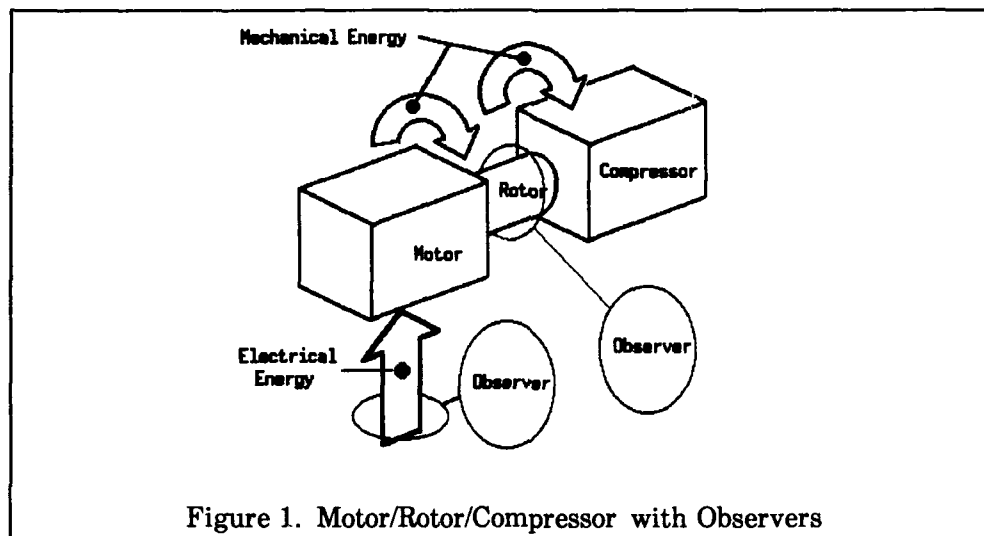 Mechanical Energy
Compressor
Rotor
Motor
Observer
Electrical
Energy
Observer
Figure 1. Motor/Rotor/Compressor with Observers